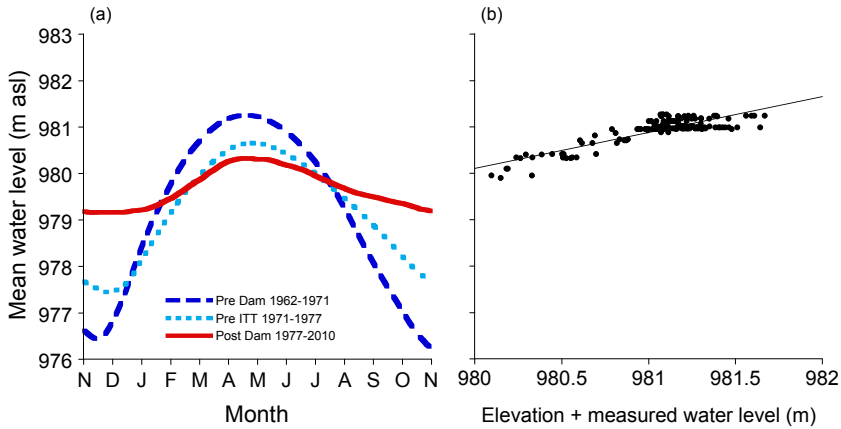 (a)
(b)
983
982
981
980
979
978
977
976
Mean water level (m asl)
Pre Dam 1962-1971
Pre ITT 1971-1977
Post Dam 1977-2010
N D J F M A M J J A S O N
Month
980 980.5 981 981.5 982
Elevation + measured water level (m)